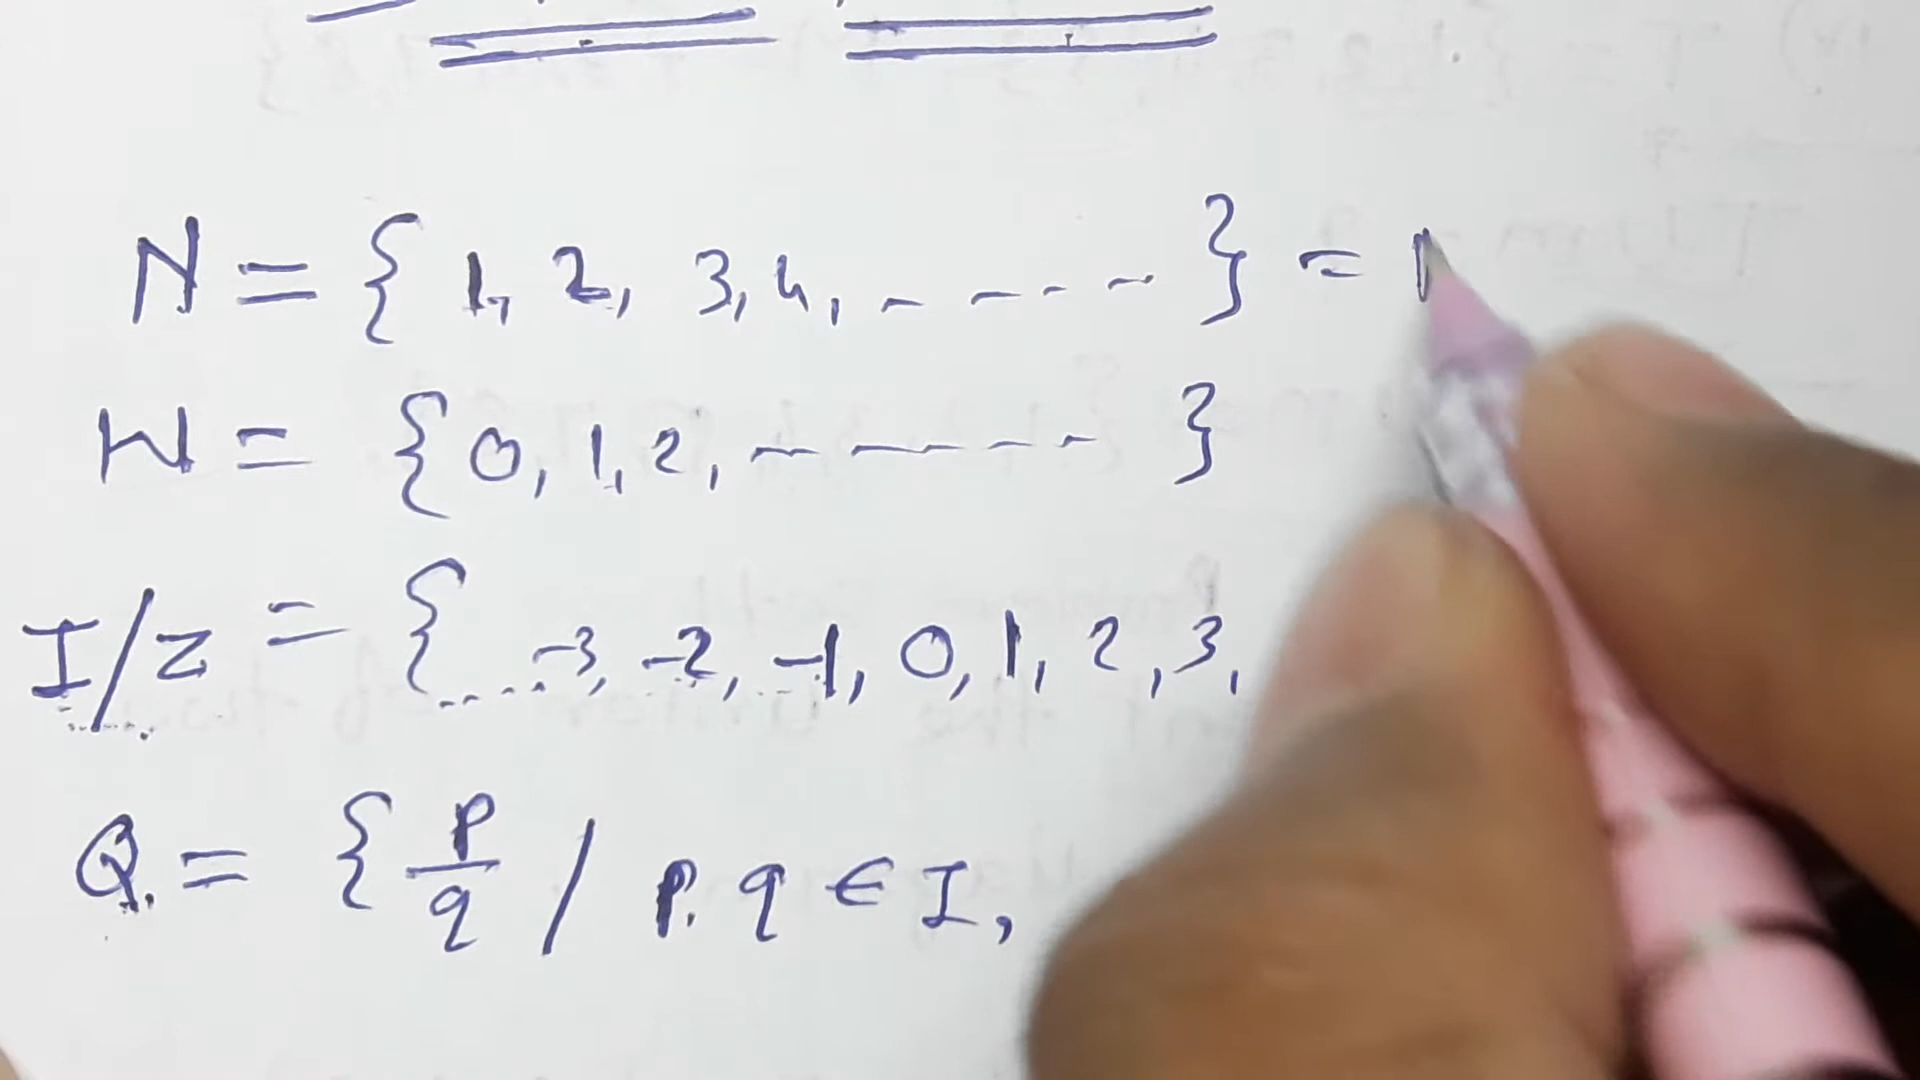 N = { 1, 2, 3, 4, - - - - - } =
W = { 0, 1, 2, - - - - - }
I/Z = { .... -3, -2, -1, 0, 1, 2, 3,
Q = { p/q / p, q ∈ I,